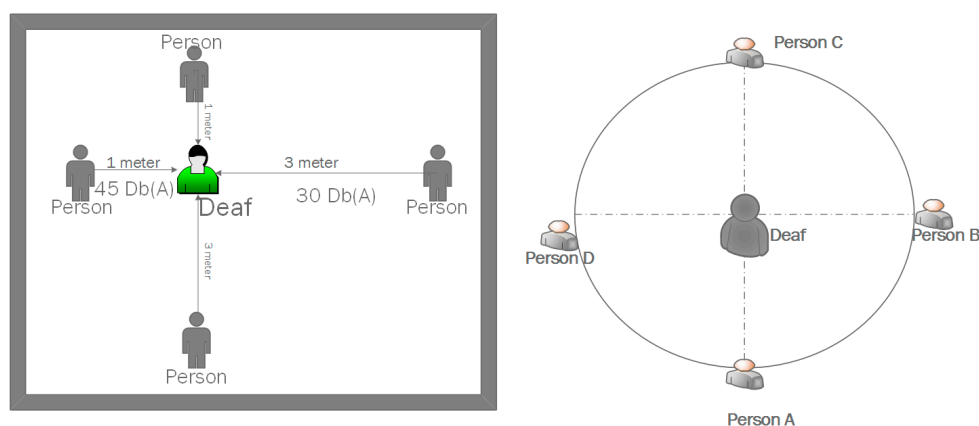 Person
1 meter
1 meter
3 meter
45 Db(A)
30 Db(A)
Person
Deaf
Person
3 meter
Person
Person C
Deaf
Person B
Person D
Person A